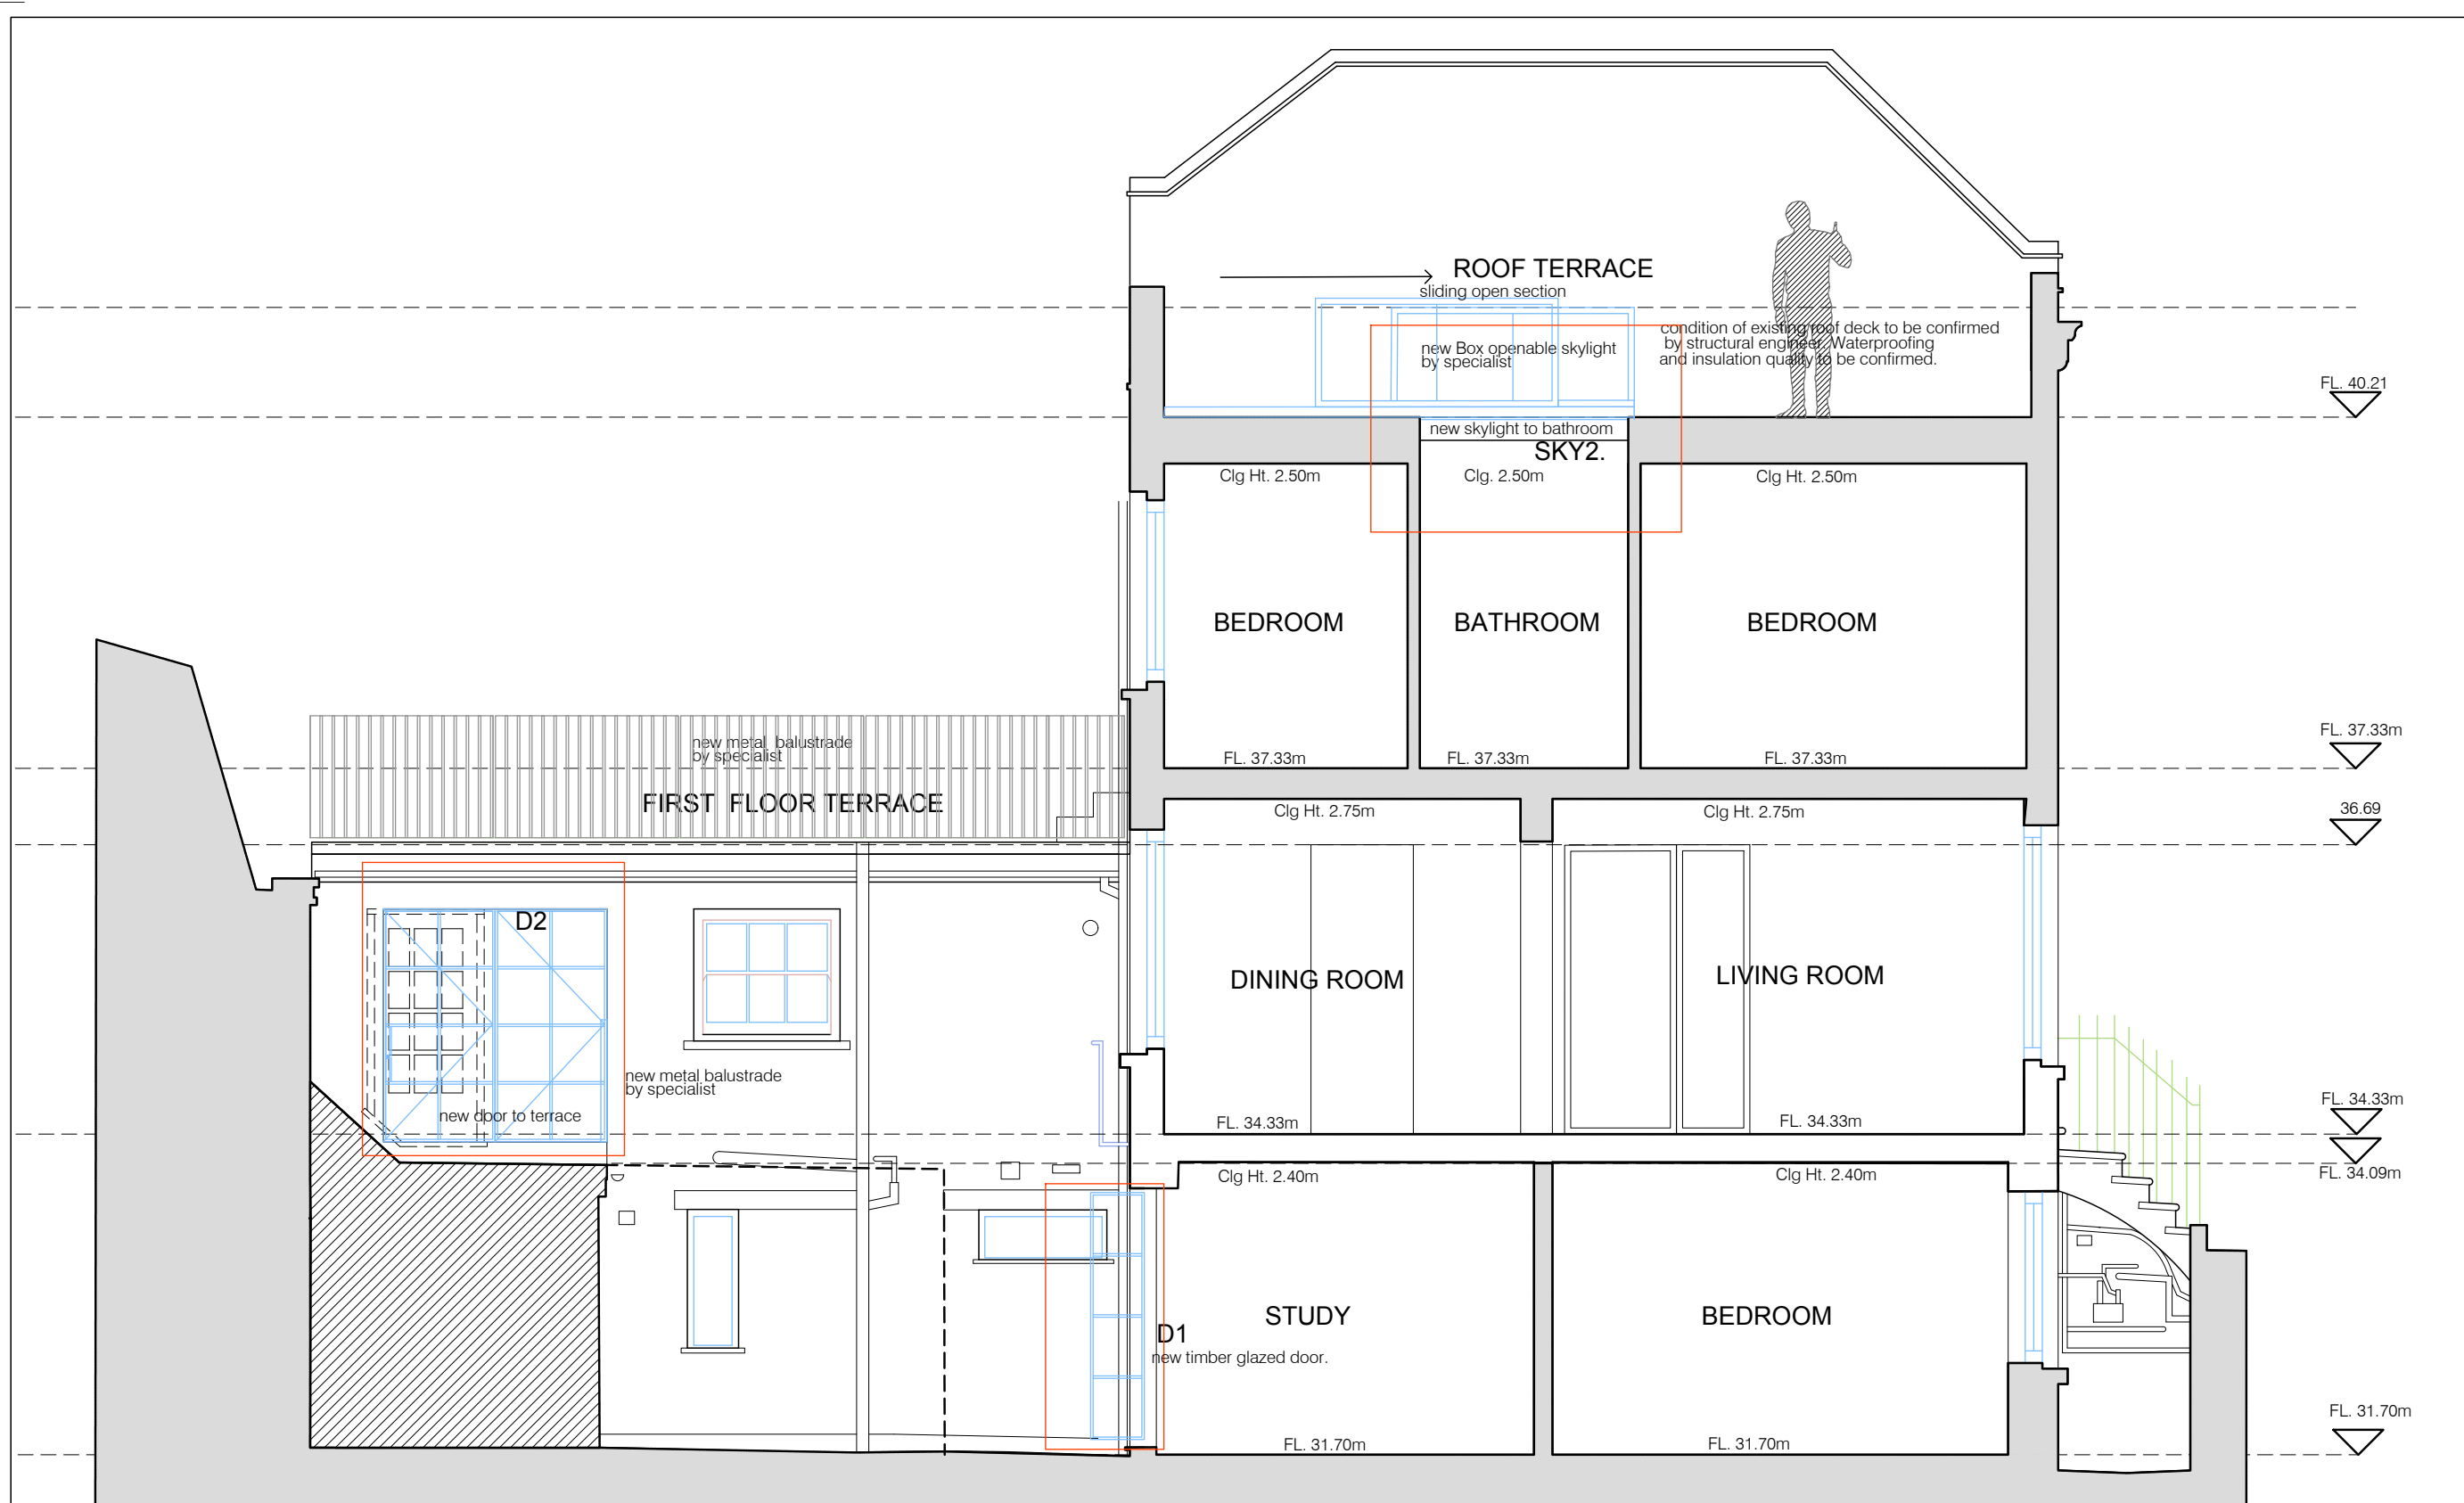 ROOF TERRACE
sliding open section
condition of existing roof deck to be confirmed
by structural engineer. Waterproofing
and insulation quality to be confirmed.
new Box openable skylight
by specialist
FL. 40.21
new skylight to bathroom
SKY2.
Clg Ht. 2.50m
Clg. 2.50m
Clg Ht. 2.50m
BEDROOM
BATHROOM
BEDROOM
FL. 37.33m
new metal balustrade
by specialist
FL. 37.33m
FL. 37.33m
FL. 37.33m
FIRST FLOOR TERRACE
Clg Ht. 2.75m
Clg Ht. 2.75m
36.69
D2
DINING ROOM
LIVING ROOM
new metal balustrade
by specialist
new door to terrace
FL. 34.33m
FL. 34.33m
FL. 34.33m
Clg Ht. 2.40m
Clg Ht. 2.40m
FL. 34.09m
STUDY
BEDROOM
D1
new timber glazed door.
FL. 31.70m
FL. 31.70m
FL. 31.70m